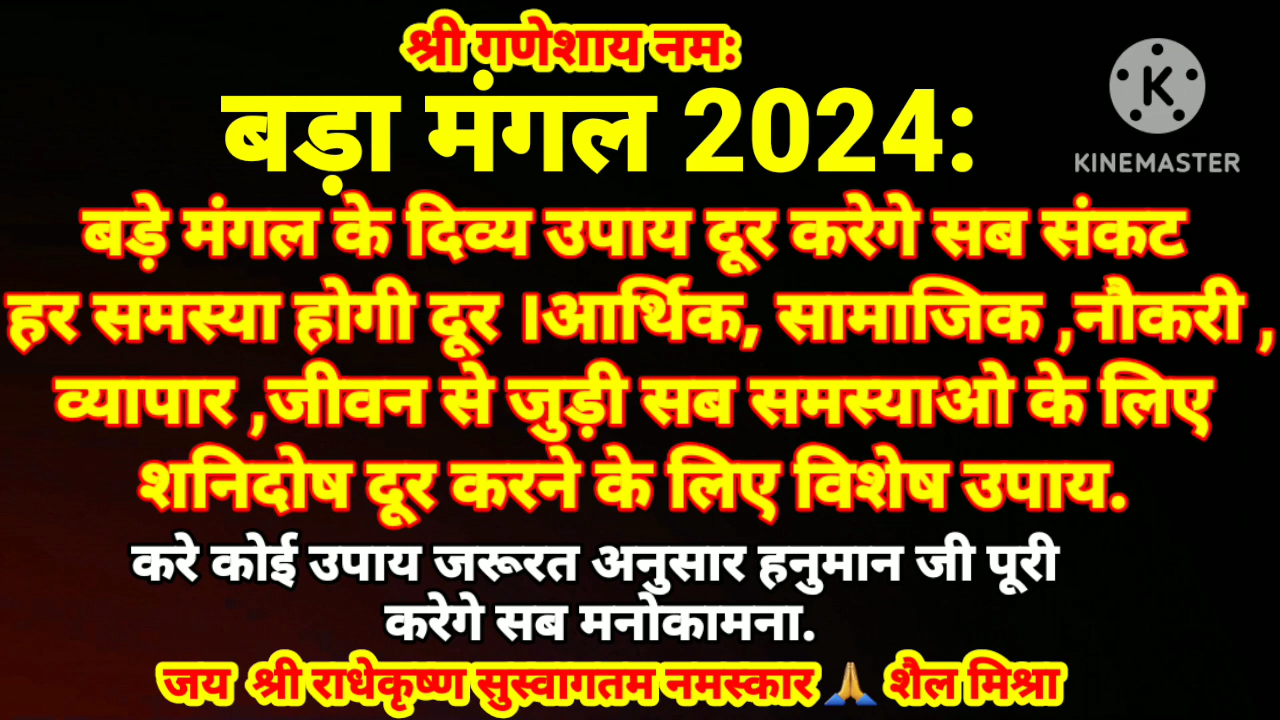 श्री गणेशाय नमः
बड़ा मंगल 2024:
KINEMASTER
बड़े मंगल के दिव्य उपाय दूर करेगे सब संकट
हर समस्या होगी दूर ।आर्थिक, सामाजिक ,नौकरी ,
व्यापार ,जीवन से जुड़ी सब समस्याओ के लिए
शनिदोष दूर करने के लिए विशेष उपाय.
करे कोई उपाय जरूरत अनुसार हनुमान जी पूरी
करेगे सब मनोकामना.
जय श्री राधेकृष्ण सुस्वागतम नमस्कार 🙏 शैल मिश्रा